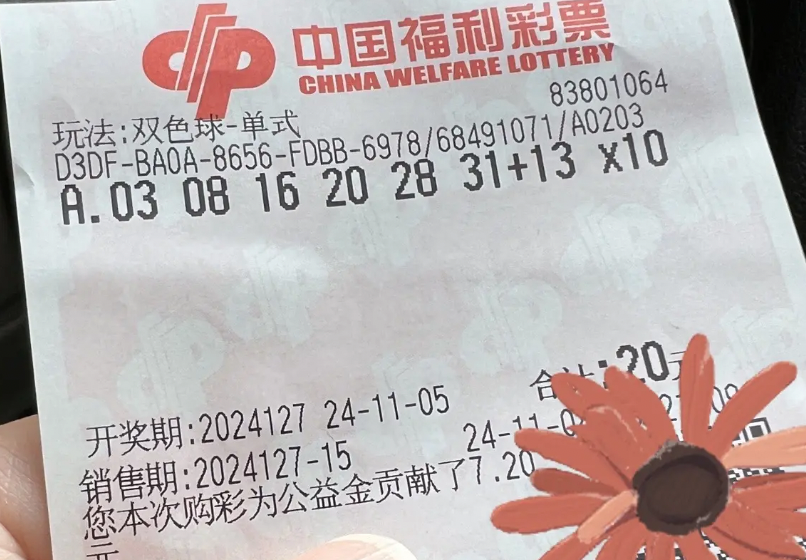 中国福利彩票
CHINA WELFARE LOTTERY
83801064
玩法:双色球-单式
D3DF-BA0A-8656-FDBB-6978/68491071/A0203
A.03 08 16 20 28 31+13 x10
合计:20元
开奖期:2024127 24-11-05
销售期:2024127-15 24-11-0
您本次购彩为公益金贡献了7.20
元